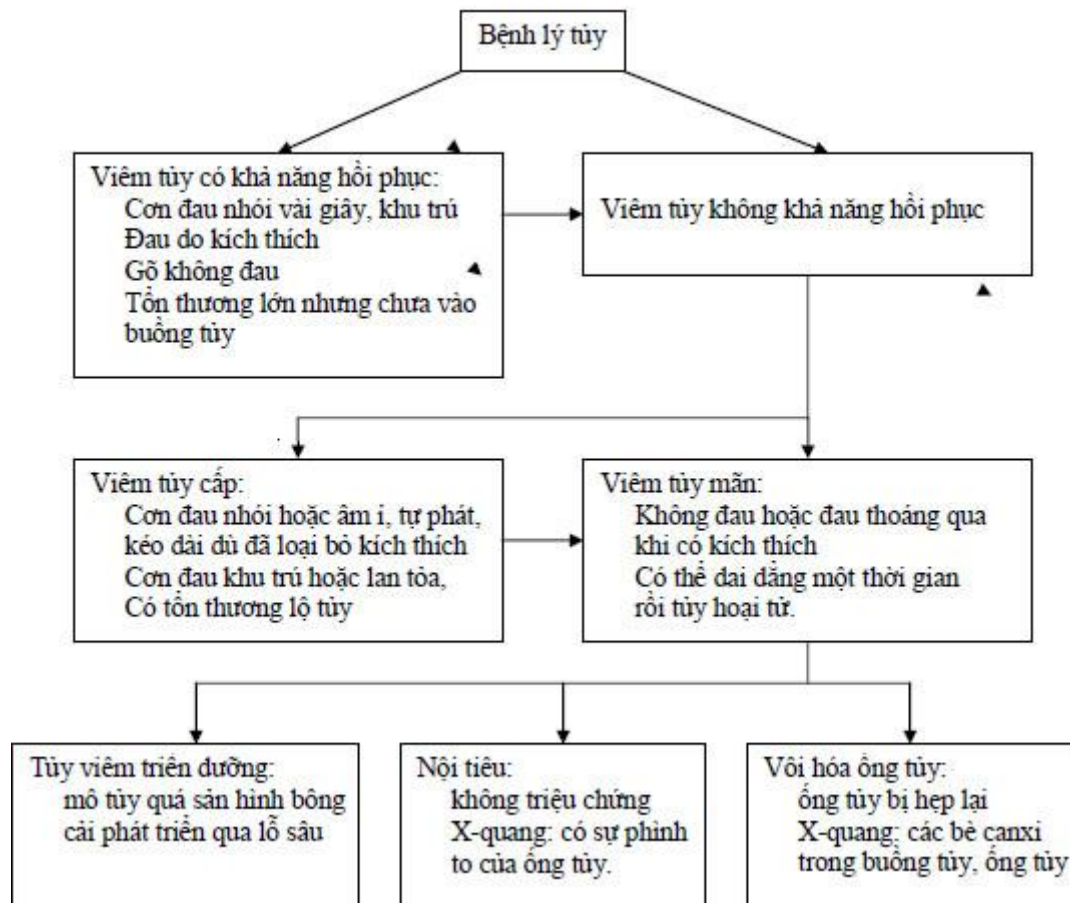 Bệnh lý tủy
Viêm tủy có khả năng hồi phục:
Cơn đau nhói vài giây, khu trú
Đau do kích thích
Gõ không đau
Tổn thương lớn nhưng chưa vào
buồng tủy
Viêm tủy không khả năng hồi phục
Viêm tủy cấp:
Cơn đau nhói hoặc âm ỉ, tự phát,
kéo dài dù đã loại bỏ kích thích
Cơn đau khu trú hoặc lan tỏa,
Có tổn thương lộ tủy
Viêm tủy mãn:
Không đau hoặc đau thoáng qua
khi có kích thích
Có thể dai dẳng một thời gian
rồi tủy hoại tử.
Tủy viêm triển dưỡng:
mô tủy quá sản hình bông
cải phát triển qua lỗ sâu
Nội tiêu:
không triệu chứng
X-quang: có sự phình
to của ống tủy.
Vôi hóa ống tủy:
ống tủy bị hẹp lại
X-quang: các bè canxi
trong buồng tủy, ống tủy